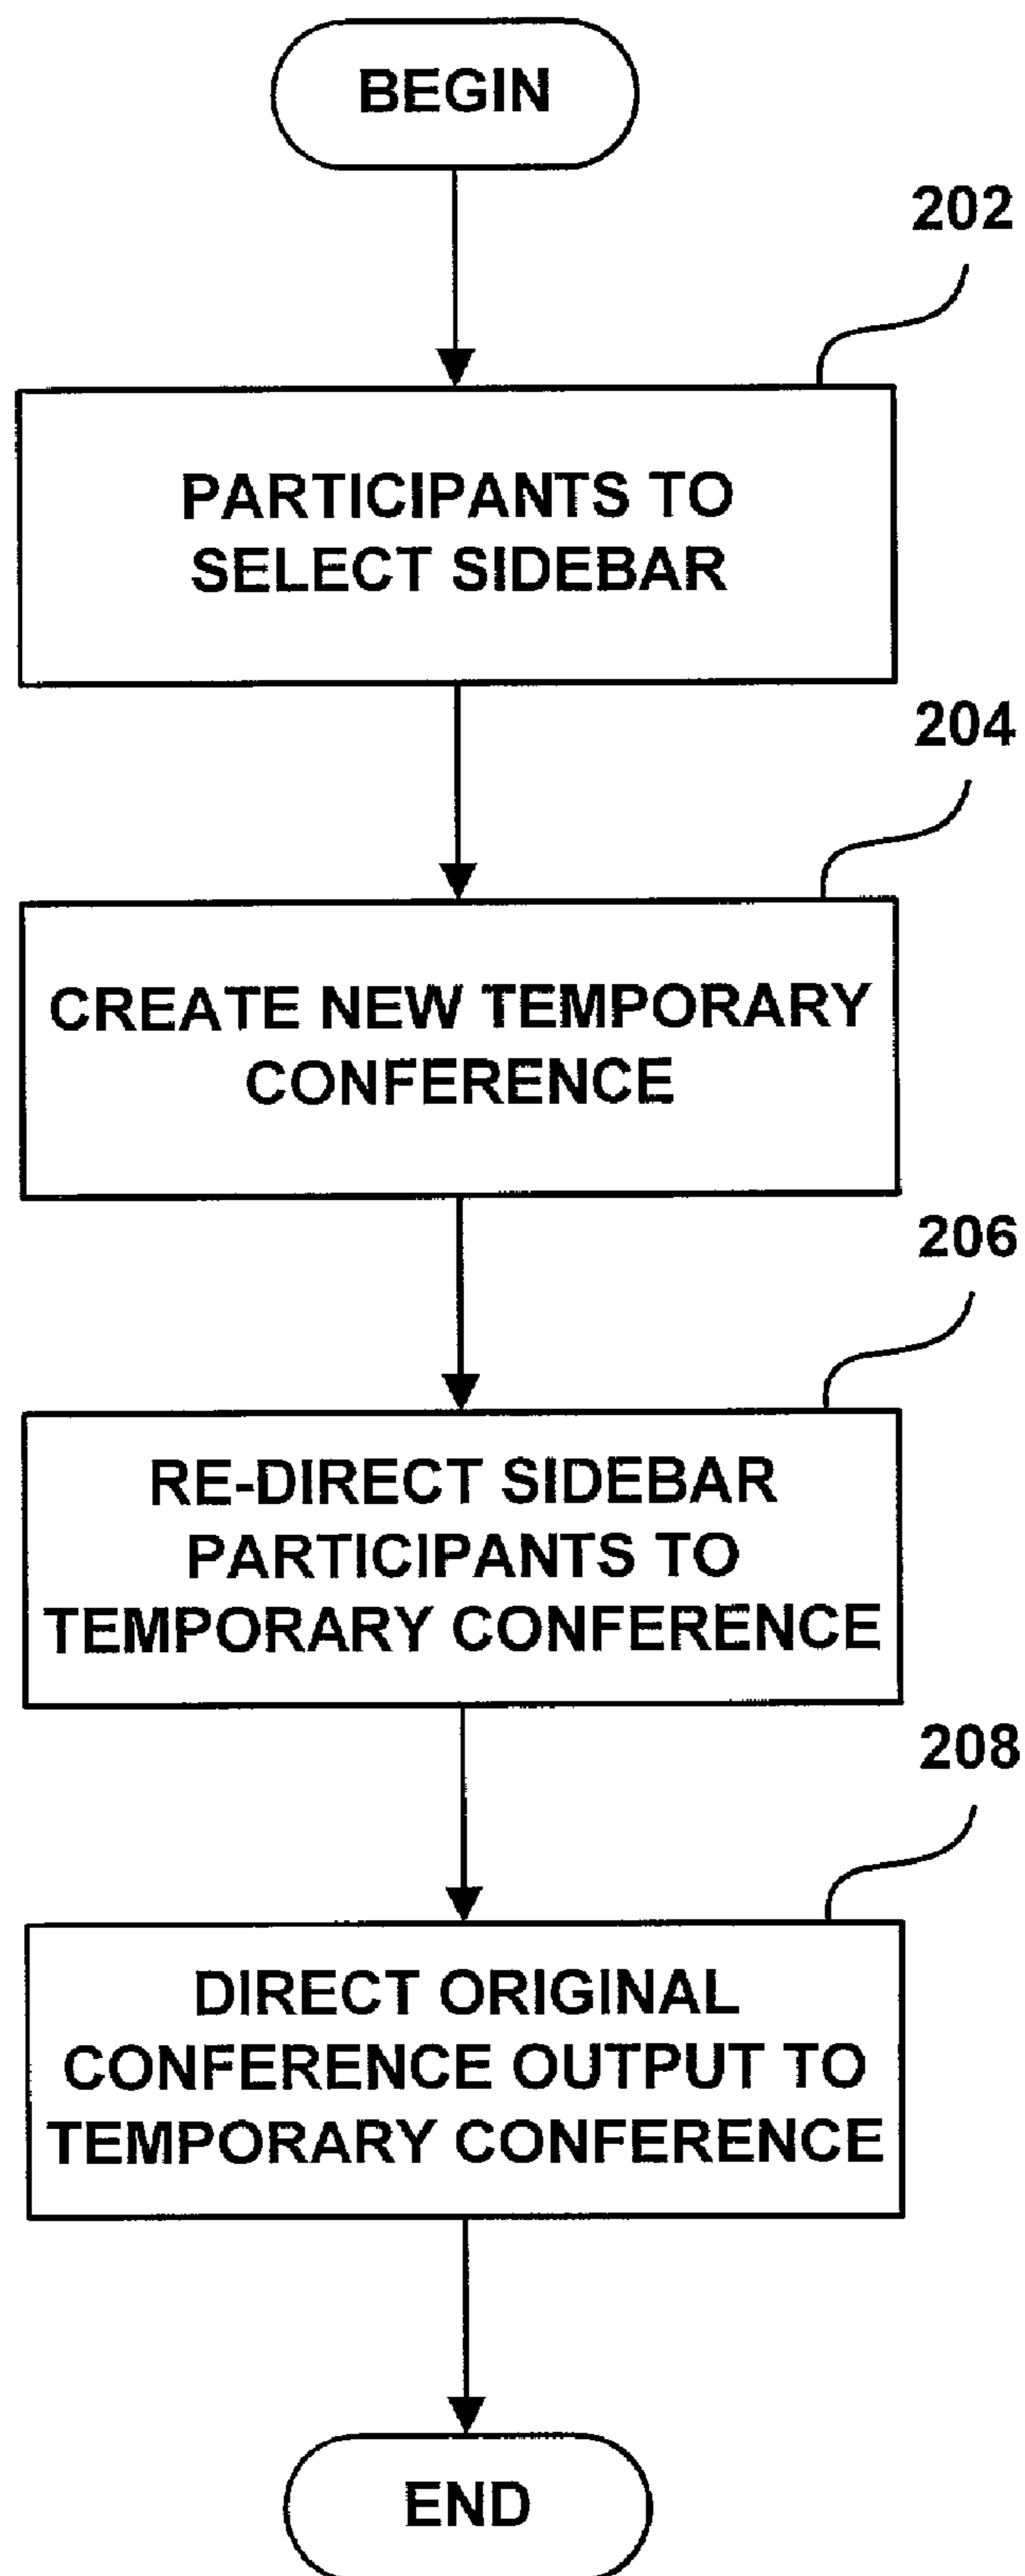 BEGIN
202
PARTICIPANTS TO
SELECT SIDEBAR
204
CREATE NEW TEMPORARY
CONFERENCE
206
RE-DIRECT SIDEBAR
PARTICIPANTS TO
TEMPORARY CONFERENCE
208
DIRECT ORIGINAL
CONFERENCE OUTPUT TO
TEMPORARY CONFERENCE
END